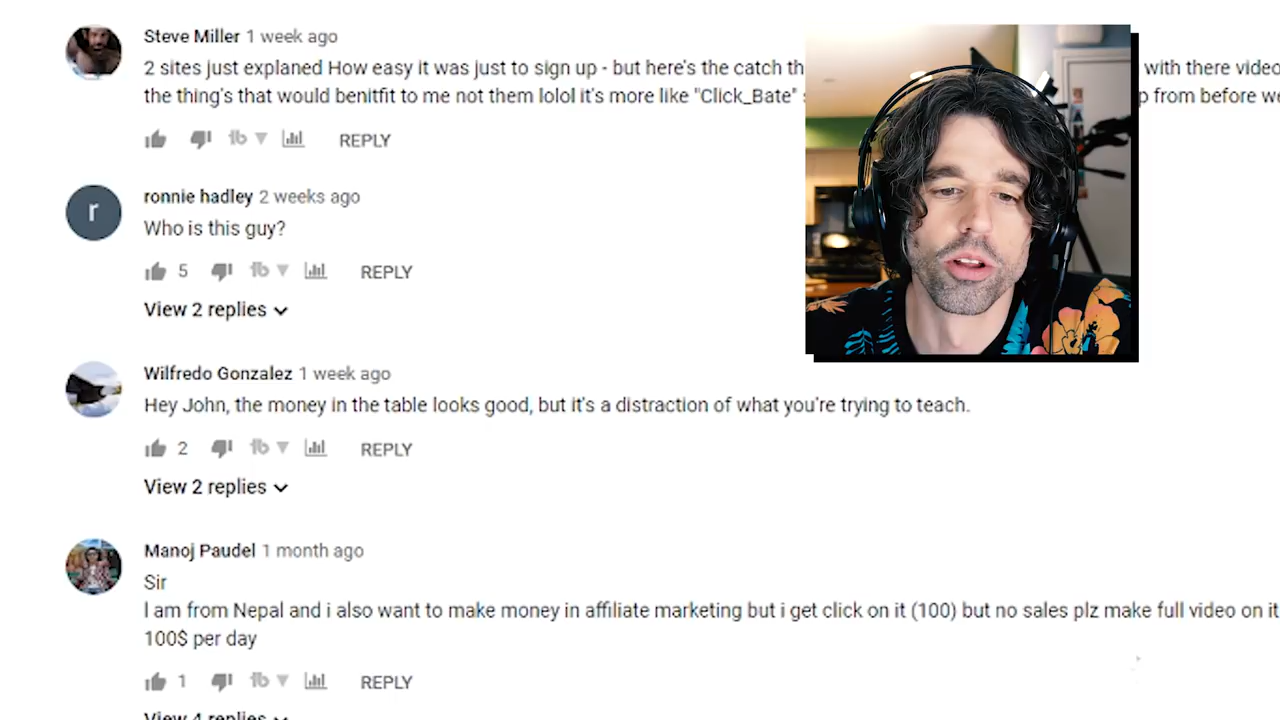 Steve Miller 1 week ago
2 sites just explaned How easy it was just to sign up - but here's the catch th with there video
the thing's that would benitfit to me not them lolol it's more like "Click_Bate" p from before we
REPLY
r
ronnie hadley 2 weeks ago
Who is this guy?
5 REPLY
View 2 replies
Wilfredo Gonzalez 1 week ago
Hey John, the money in the table looks good, but it's a distraction of what you're trying to teach.
2 REPLY
View 2 replies
Manoj Paudel 1 month ago
Sir
I am from Nepal and i also want to make money in affiliate marketing but i get click on it (100) but no sales plz make full video on it
100$ per day
1 REPLY
View 4 replies